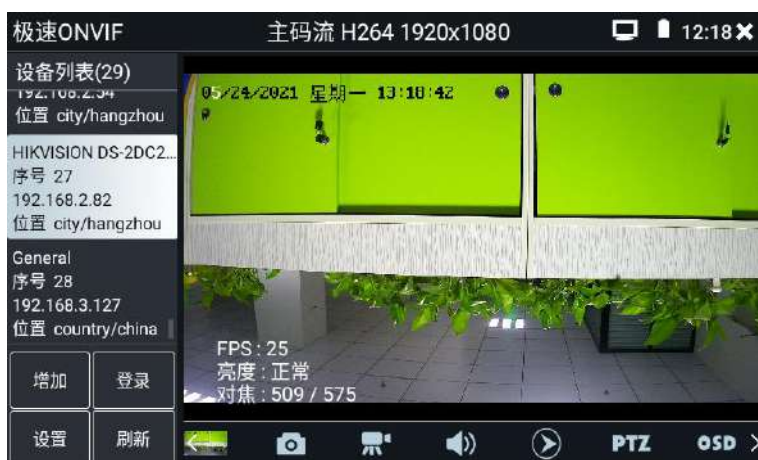 极速ONVIF
主码流 H264 1920x1080
12:18
设备列表(29)
192.168.2.54
位置 city/hangzhou
HIKVISION DS-2DC2...
序号 27
192.168.2.82
位置 city/hangzhou
General
序号 28
192.168.3.127
位置 country/china
增加
登录
设置
刷新
05/24/2021 星期一 13:18:42
FPS : 25
亮度 : 正常
对焦 : 509 / 575
PTZ
OSD